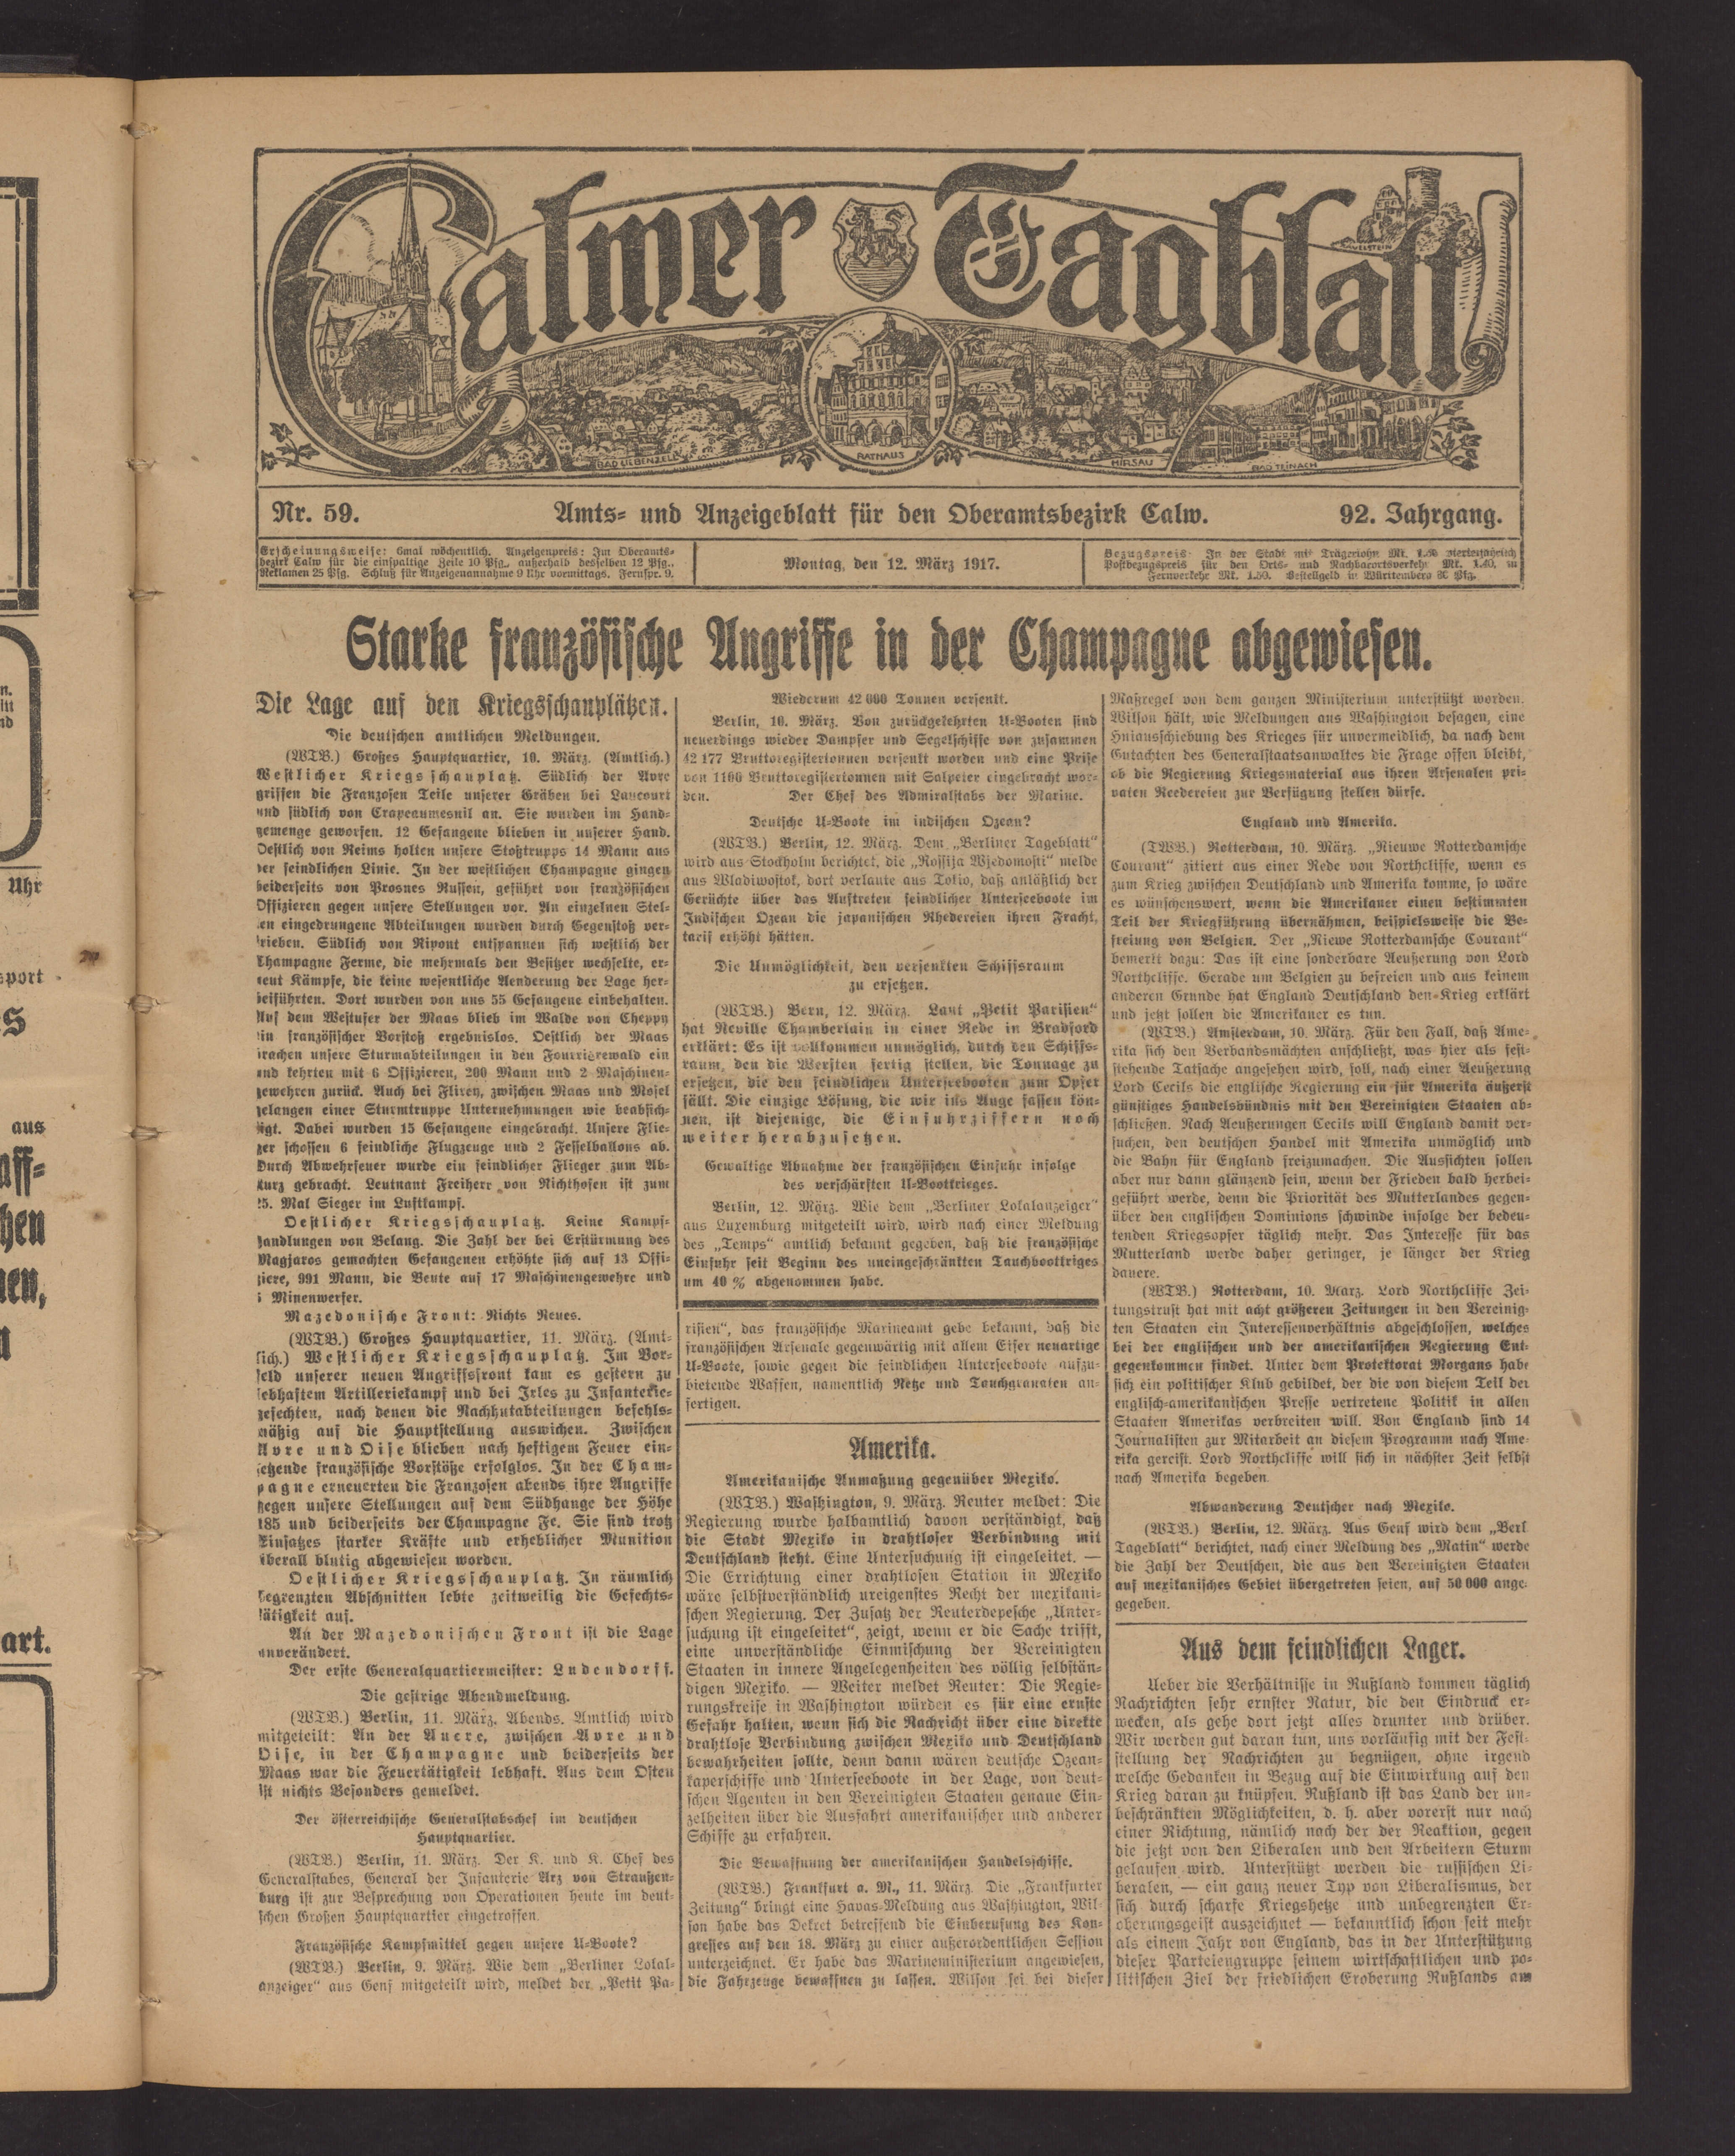 Calwer Tagblatt
BAD LIEBENZELL
RATHAUS
HIRSAU
BAD TEINACH
Nr. 59.
Amts- und Anzeigeblatt für den Oberamtsbezirk Calw.
92. Jahrgang.
Erscheinungsweise: 6mal wöchentlich. Anzeigenpreis: Im Oberamts-
bezirk Calw für die einspaltige Zeile 10 Pfg., außerhalb desselben 12 Pfg.,
Reklamen 25 Pfg. Schluß für Anzeigenannahme 9 Uhr vormittags. Fernspr. 9.
Montag, den 12. März 1917.
Bezugspreis: In der Stadt mit Trägerlohn Mk. vierteljährlich
Postbezugspreis für den Orts- und Nachbarortsverkehr Mk. 1.40, im
Fernverkehr Mk. 1.50. Bestellgeld in Württemberg 30 Pfg.
Starke französische Angriffe in der Champagne abgewiesen.
Die Lage auf den Kriegsschauplätzen.
Die deutschen amtlichen Meldungen.
(WTB.) Großes Hauptquartier, 10. März. (Amtlich.)
Westlicher Kriegsschauplatz. Südlich der Avre
griffen die Franzosen Teile unserer Gräben bei Laucourt
und südlich von Crapeaumesnil an. Sie wurden im Hand-
gemenge geworfen. 12 Gefangene blieben in unserer Hand.
Oestlich von Reims holten unsere Stoßtrupps 14 Mann aus
der feindlichen Linie. In der westlichen Champagne gingen
beiderseits von Prosnes Russen, geführt von französischen
Offizieren gegen unsere Stellungen vor. An einzelnen Stel-
len eingedrungene Abteilungen wurden durch Gegenstoß ver-
trieben. Südlich von Ripont entspannen sich westlich der
Champagne Ferme, die mehrmals den Besitzer wechselte, er-
neut Kämpfe, die keine wesentliche Aenderung der Lage her-
beiführten. Dort wurden von uns 55 Gefangene einbehalten.
Auf dem Westufer der Maas blieb im Walde von Cheppy
ein französischer Vorstoß ergebnislos. Oestlich der Maas
brachen unsere Sturmabteilungen in den Fourrierewald ein
und kehrten mit 6 Offizieren, 200 Mann und 2 Maschinen-
gewehren zurück. Auch bei Flirey, zwischen Maas und Mosel
gelangen einer Sturmtruppe Unternehmungen wie beabsich-
tigt. Dabei wurden 15 Gefangene eingebracht. Unsere Flie-
ger schossen 6 feindliche Flugzeuge und 2 Fesselballons ab.
Durch Abwehrfeuer wurde ein feindlicher Flieger zum Ab-
sturz gebracht. Leutnant Freiherr von Richthofen ist zum
25. Mal Sieger im Luftkampf.
Oestlicher Kriegsschauplatz. Keine Kampf-
handlungen von Belang. Die Zahl der bei Erstürmung des
Magyaros gemachten Gefangenen erhöhte sich auf 13 Offi-
ziere, 991 Mann, die Beute auf 17 Maschinengewehre und
5 Minenwerfer.
Mazedonische Front: Nichts Neues.
(WTB.) Großes Hauptquartier, 11. März. (Amt-
lich.) Westlicher Kriegsschauplatz. Im Vor-
feld unserer neuen Angriffsfront kam es gestern zu
lebhaftem Artilleriekampf und bei Irles zu Infanterie-
gefechten, nach denen die Nachhutabteilungen befehls-
mäßig auf die Hauptstellung auswichen. Zwischen
Avre und Oise blieben nach heftigem Feuer ein-
setzende französische Vorstöße erfolglos. In der Cham-
pagne erneuerten die Franzosen abends ihre Angriffe
gegen unsere Stellungen auf dem Südhange der Höhe
185 und beiderseits der Champagne Fe. Sie sind trotz
Einsatzes starker Kräfte und erheblicher Munition
überall blutig abgewiesen worden.
Oestlicher Kriegsschauplatz. In räumlich
begrenzten Abschnitten lebte zeitweilig die Gefechts-
tätigkeit auf.
An der Mazedonischen Front ist die Lage
unverändert.
Der erste Generalquartiermeister: Ludendorff.
Die gestrige Abendmeldung.
(WTB.) Berlin, 11. März. Abends. Amtlich wird
mitgeteilt: An der Ancre, zwischen Avre und
Oise, in der Champagne und beiderseits der
Maas war die Feuertätigkeit lebhaft. Aus dem Osten
ist nichts Besonders gemeldet.
Der österreichische Generalstabschef im deutschen
Hauptquartier.
(WTB.) Berlin, 11. März. Der K. und K. Chef des
Generalstabes, General der Infanterie Arz von Straußen-
burg ist zur Besprechung von Operationen heute im deut-
schen Großen Hauptquartier eingetroffen.
Französische Kampfmittel gegen unsere U-Boote?
(WTB.) Berlin, 9. März. Wie dem „Berliner Lokal-
anzeiger“ aus Genf mitgeteilt wird, meldet der „Petit Pa-
Wiederum 42 000 Tonnen versenkt.
Berlin, 10. März. Von zurückgekehrten U-Booten sind
neuerdings wieder Dampfer und Segelschiffe von zusammen
42 177 Bruttoregistertonnen versenkt worden und eine Prise
von 1100 Bruttoregistertonnen mit Salpeter eingebracht wor-
den. Der Chef des Admiralstabs der Marine.
Deutsche U-Boote im indischen Ozean?
(WTB.) Berlin, 12. März. Dem „Berliner Tageblatt“
wird aus Stockholm berichtet, die „Rossija Wjedomosti“ melde
aus Wladiwostok, dort verlaute aus Tokio, daß anläßlich der
Gerüchte über das Auftreten feindlicher Unterseeboote im
Indischen Ozean die japanischen Rhedereien ihren Fracht,
tarif erhöht hätten.
Die Unmöglichkeit, den versenkten Schiffsraum
zu ersetzen.
(WTB.) Bern, 12. März. Laut „Petit Parisien“
hat Neville Chamberlain in einer Rede in Bradford
erklärt: Es ist vollkommen unmöglich, durch den Schiffs-
raum, den die Werften fertig stellen, die Tonnage zu
ersetzen, die den feindlichen Unterseebooten zum Opfer
fällt. Die einzige Lösung, die wir ins Auge fassen kön-
nen, ist diejenige, die Einfuhrziffern noch
weiter herabzusetzen.
Gewaltige Abnahme der französischen Einfuhr infolge
des verschärften U-Bootkrieges.
Berlin, 12. März. Wie dem „Berliner Lokalanzeiger“
aus Luxemburg mitgeteilt wird, wird nach einer Meldung
des „Temps“ amtlich bekannt gegeben, daß die französische
Einfuhr seit Beginn des uneingeschränkten Tauchbootkriges
um 40 % abgenommen habe.
risien“, das französische Marineamt gebe bekannt, daß die
französischen Arsenale gegenwärtig mit allem Eifer neuartige
U-Boote, sowie gegen die feindlichen Unterseeboote aufzu-
bietende Waffen, namentlich Netze und Tauchgranaten an-
fertigen.
Amerika.
Amerikanische Anmaßung gegenüber Mexiko.
(WTB.) Washington, 9. März. Reuter meldet: Die
Regierung wurde halbamtlich davon verständigt, daß
die Stadt Mexiko in drahtloser Verbindung mit
Deutschland steht. Eine Untersuchung ist eingeleitet. —
Die Errichtung einer drahtlosen Station in Mexiko
wäre selbstverständlich ureigenstes Recht der mexikani-
schen Regierung. Der Zusatz der Reuterdepesche „Unter-
suchung ist eingeleitet“, zeigt, wenn er die Sache trifft,
eine unverständliche Einmischung der Vereinigten
Staaten in innere Angelegenheiten des völlig selbstän-
digen Mexiko. — Weiter meldet Reuter: Die Regie-
rungskreise in Washington würden es für eine ernste
Gefahr halten, wenn sich die Nachricht über eine direkte
drahtlose Verbindung zwischen Mexiko und Deutschland
bewahrheiten sollte, denn dann wären deutsche Ozean-
kaperschiffe und Unterseeboote in der Lage, von deut-
schen Agenten in den Vereinigten Staaten genaue Ein-
zelheiten über die Ausfahrt amerikanischer und anderer
Schiffe zu erfahren.
Die Bewaffnung der amerikanischen Handelsschiffe.
(WTB.) Frankfurt a. M., 11. März. Die „Frankfurter
Zeitung“ bringt eine Havas-Meldung aus Washington, Wil-
son habe das Dekret betreffend die Einberufung des Kon-
gresses auf den 18. März zu einer außerordentlichen Session
unterzeichnet. Er habe das Marineministerium angewiesen,
die Fahrzeuge bewaffnen zu lassen. Wilson sei bei dieser
Maßregel von dem ganzen Ministerium unterstützt worden.
Wilson hält, wie Meldungen aus Washington besagen, eine
Hniausschiebung des Krieges für unvermeidlich, da nach dem
Gutachten des Generalstaatsanwaltes die Frage offen bleibt,
ob die Regierung Kriegsmaterial aus ihren Arsenalen pri-
vaten Reedereien zur Verfügung stellen dürfe.
England und Amerika.
(TWB.) Rotterdam, 10. März. „Nieuwe Rotterdamsche
Courant“ zitiert aus einer Rede von Northcliffe, wenn es
zum Krieg zwischen Deutschland und Amerika komme, so wäre
es wünschenswert, wenn die Amerikaner einen bestimmten
Teil der Kriegführung übernähmen, beispielsweise die Be-
freiung von Belgien. Der „Niewe Rotterdamsche Courant“
bemerkt dazu: Das ist eine sonderbare Aeußerung von Lord
Northcliffe. Gerade um Belgien zu befreien und aus keinem
anderen Grunde hat England Deutschland den Krieg erklärt
und jetzt sollen die Amerikaner es tun.
(WTB.) Amsterdam, 10. März. Für den Fall, daß Ame-
rika sich den Verbandsmächten anschließt, was hier als fest-
stehende Tatsache angesehen wird, soll, nach einer Aeußerung
Lord Cecils die englische Regierung ein für Amerika äußerst
günstiges Handelsbündnis mit den Vereinigten Staaten ab-
schließen. Nach Aeußerungen Cecils will England damit ver-
suchen, den deutschen Handel mit Amerika unmöglich und
die Bahn für England freizumachen. Die Aussichten sollen
aber nur dann glänzend sein, wenn der Frieden bald herbei-
geführt werde, denn die Priorität des Mutterlandes gegen-
über den englischen Dominions schwinde infolge der bedeu-
tenden Kriegsopfer täglich mehr. Das Interesse für das
Mutterland werde daher geringer, je länger der Krieg
dauere.
(WTB.) Rotterdam, 10. März. Lord Northcliffe Zei-
tungstrust hat mit acht größeren Zeitungen in den Vereinig-
ten Staaten ein Interessenverhältnis abgeschlossen, welches
bei der englischen und der amerikanischen Regierung Ent-
gegenkommen findet. Unter dem Protektorat Morgans habe
sich ein politischer Klub gebildet, der die von diesem Teil der
englisch-amerikanischen Presse vertretene Politik in allen
Staaten Amerikas verbreiten will. Von England sind 14
Journalisten zur Mitarbeit an diesem Programm nach Ame-
rika gereist. Lord Northcliffe will sich in nächster Zeit selbst
nach Amerika begeben.
Abwanderung Deutscher nach Mexiko.
(WTB.) Berlin, 12. März. Aus Genf wird dem „Berl
Tageblatt“ berichtet, nach einer Meldung des „Matin“ werde
die Zahl der Deutschen, die aus den Vereinigten Staaten
auf mexikanisches Gebiet übergetreten seien, auf 50 000 ange-
gegeben.
Aus dem feindlichen Lager.
Ueber die Verhältnisse in Rußland kommen täglich
Nachrichten sehr ernster Natur, die den Eindruck er-
wecken, als gehe dort jetzt alles drunter und drüber.
Wir werden gut daran tun, uns vorläufig mit der Fest-
stellung der Nachrichten zu begnügen, ohne irgend
welche Gedanken in Bezug auf die Einwirkung auf den
Krieg daran zu knüpfen. Rußland ist das Land der un-
beschränkten Möglichkeiten, d. h. aber vorerst nur nach
einer Richtung, nämlich nach der der Reaktion, gegen
die jetzt von den Liberalen und den Arbeitern Sturm
gelaufen wird. Unterstützt werden die russischen Li-
beralen, — ein ganz neuer Typ von Liberalismus, der
sich durch scharfe Kriegshetze und unbegrenzten Er-
oberungsgeist auszeichnet — bekanntlich schon seit mehr
als einem Jahr von England, das in der Unterstützung
dieser Parteiengruppe seinem wirtschaftlichen und po-
litischen Ziel der friedlichen Eroberung Rußlands am